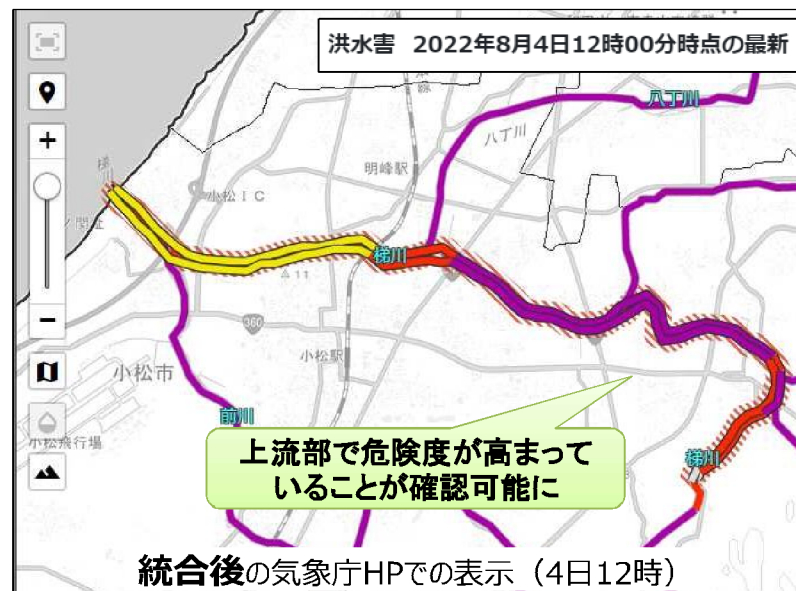 洪水害 2022年8月4日12時00分時点の最新
八丁川
八丁川
明峰駅
梯川
小松IC
関址
梯川
△11
360
小松駅
小松市
前川
小松飛行場
梯川
上流部で危険度が高まって
いることが確認可能に
統合後の気象庁HPでの表示（4日12時）